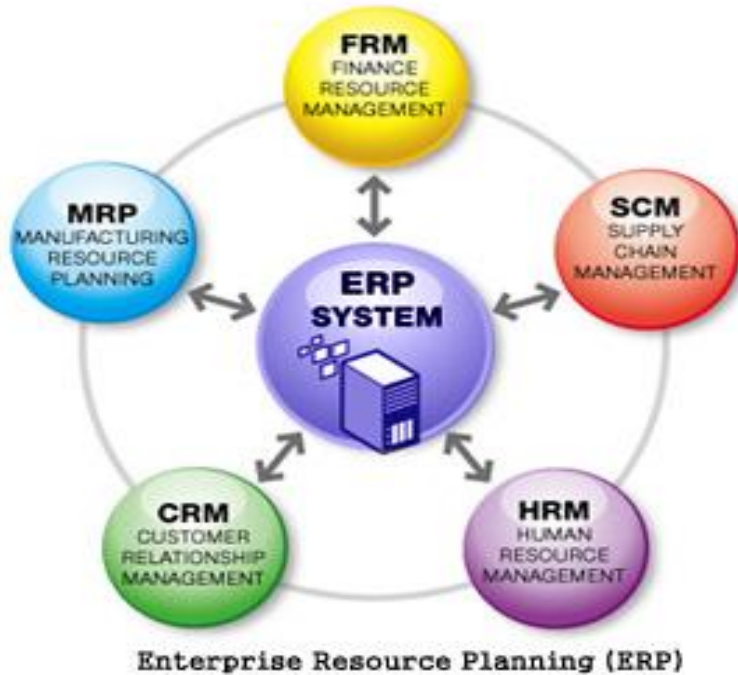 FRM
FINANCE
RESOURCE
MANAGEMENT
MRP
MANUFACTURING
RESOURCE
PLANNING
SCM
SUPPLY
CHAIN
MANAGEMENT
ERP
SYSTEM
CRM
CUSTOMER
RELATIONSHIP
MANAGEMENT
HRM
HUMAN
RESOURCE
MANAGEMENT
Enterprise Resource Planning (ERP)